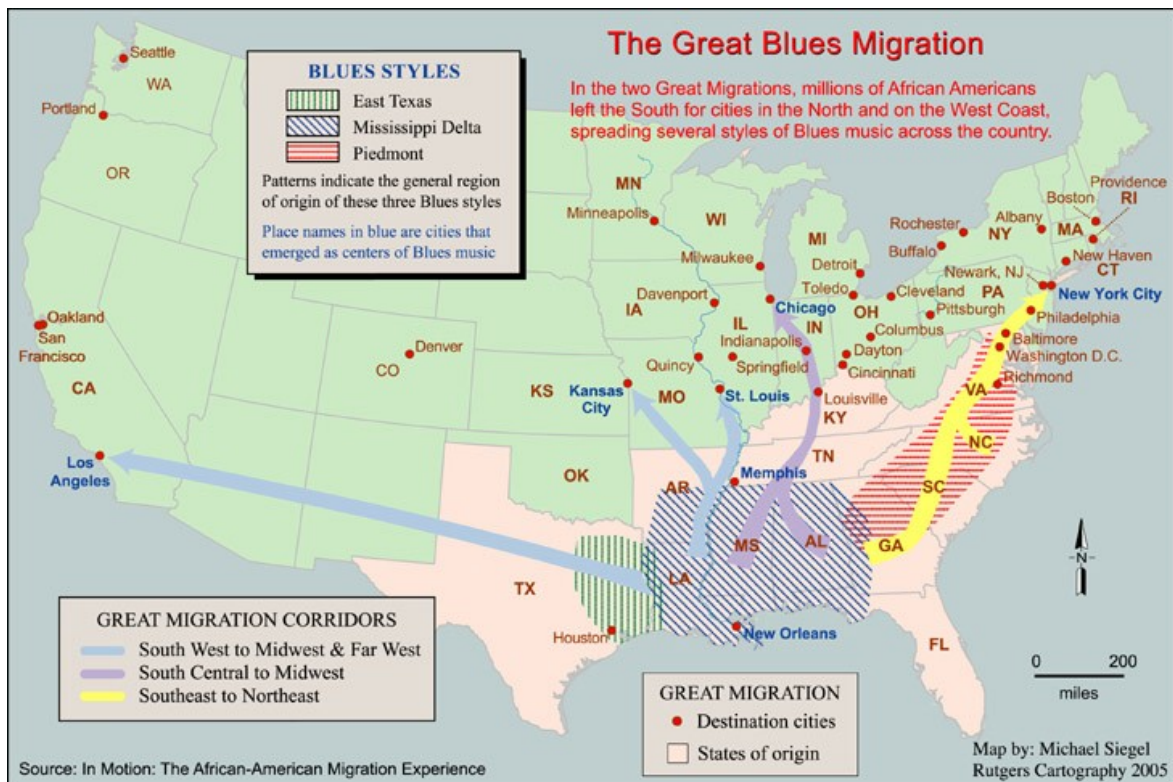 The Great Blues Migration
In the two Great Migrations, millions of African Americans
left the South for cities in the North and on the West Coast,
spreading several styles of Blues music across the country.
BLUES STYLES
East Texas
Mississippi Delta
Piedmont
Patterns indicate the general region
of origin of these three Blues styles
Place names in blue are cities that
emerged as centers of Blues music
Seattle
WA
Portland
OR
Oakland
San
Francisco
CA
Los
Angeles
Denver
CO
KS
Kansas
City
OK
TX
Houston
MN
Minneapolis
WI
Milwaukee
MI
Detroit
Toledo
IA
Davenport
Chicago
IL
IN
Indianapolis
Quincy
Springfield
MO
St. Louis
OH
Cleveland
Columbus
Dayton
Cincinnati
Louisville
KY
TN
Memphis
AR
MS
AL
LA
New Orleans
GA
FL
SC
NC
VA
Richmond
Washington D.C.
Baltimore
Philadelphia
Pittsburgh
PA
Newark, NJ
New York City
Rochester
Buffalo
Albany
NY
Boston
Providence
RI
MA
New Haven
CT
GREAT MIGRATION CORRIDORS
South West to Midwest & Far West
South Central to Midwest
Southeast to Northeast
GREAT MIGRATION
Destination cities
States of origin
N
0 200
miles
Map by: Michael Siegel
Rutgers Cartography 2005
Source: In Motion: The African-American Migration Experience